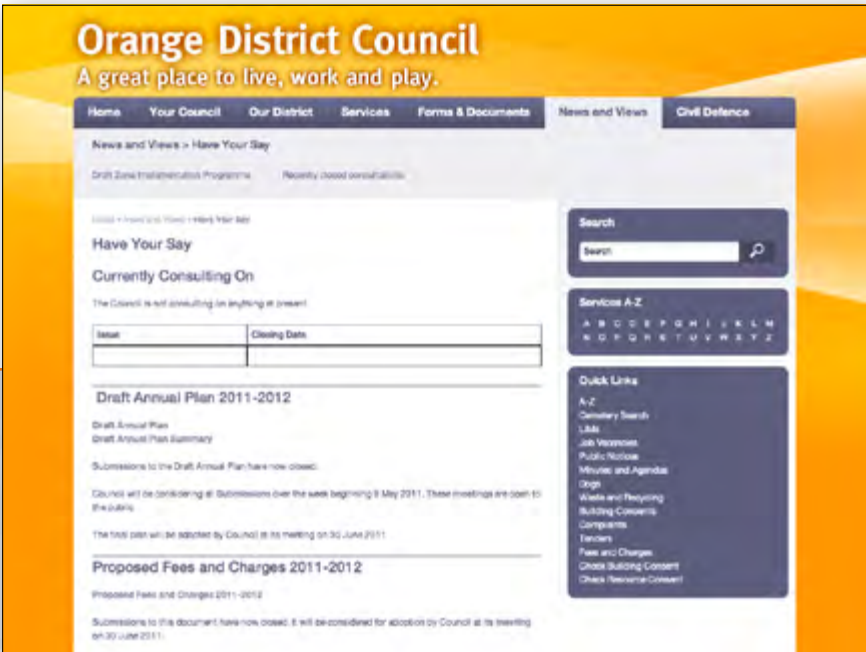 Orange District Council
A great place to live, work and play.
Home Your Council Our District Services Forms & Documents News and Views Civil Defence
News and Views > Have Your Say
Draft Zone Implementation Programme Recently closed consultations
Home > News and Views > Have Your Say
Have Your Say
Currently Consulting On
The Council is not consulting on anything at present
Issue Closing Date
Draft Annual Plan 2011-2012
Draft Annual Plan
Draft Annual Plan Summary
Submissions to the Draft Annual Plan have now closed.
Council will be considering all Submissions over the week beginning 9 May 2011. These meetings are open to
the public.
The final plan will be adopted by Council at its meeting on 30 June 2011.
Proposed Fees and Charges 2011-2012
Proposed Fees and Charges 2011-2012
Submissions to this document have now closed. It will be considered for adoption by Council at its meeting
on 30 June 2011.
Search
Search
Services A-Z
A B C D E F G H I J K L M
N O P Q R S T U V W X Y Z
Quick Links
A-Z
Cemetery Search
LIMs
Job Vacancies
Public Notices
Minutes and Agendas
Dogs
Waste and Recycling
Building Consents
Complaints
Tenders
Fees and Charges
Check Building Consent
Check Resource Consent